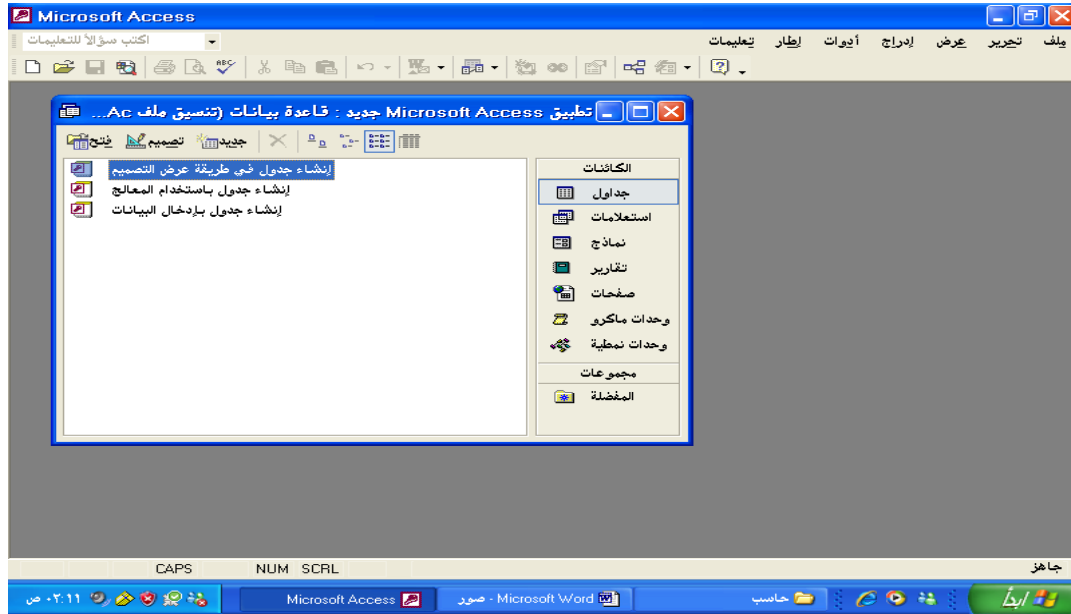 Microsoft Access
ملف تحرير عرض إدراج أدوات إطار تعليمات
اكتب سؤالاً للتعليمات
تطبيق Microsoft Access جديد : قاعدة بيانات (تنسيق ملف Ac...
فتح تصميم جديد
الكائنات
جداول
استعلامات
نماذج
تقارير
صفحات
وحدات ماكرو
وحدات نمطية
مجموعات
المفضلة
إنشاء جدول في طريقة عرض التصميم
إنشاء جدول باستخدام المعالج
إنشاء جدول بإدخال البيانات
جاهز
CAPS NUM SCRL
ابدأ
حاسب
صور - Microsoft Word
Microsoft Access
٠٢:١١ ص